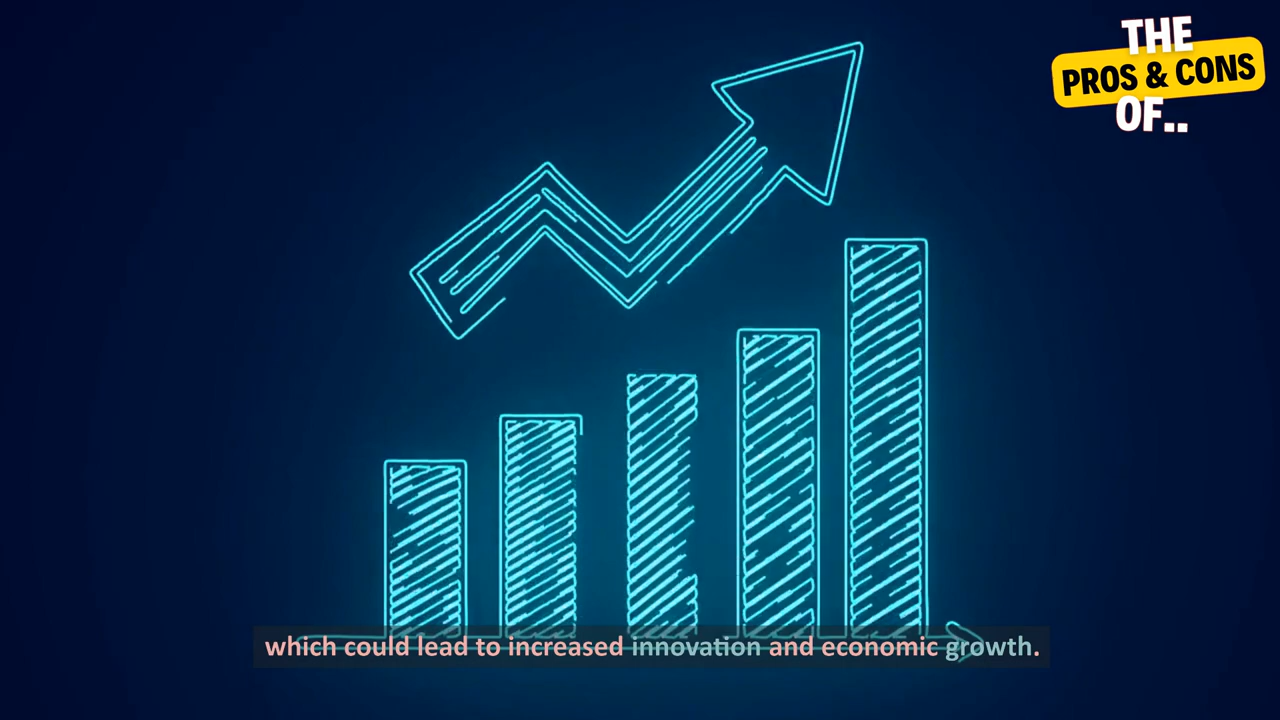 THE
PROS & CONS
OF..
which could lead to increased innovation and economic growth.